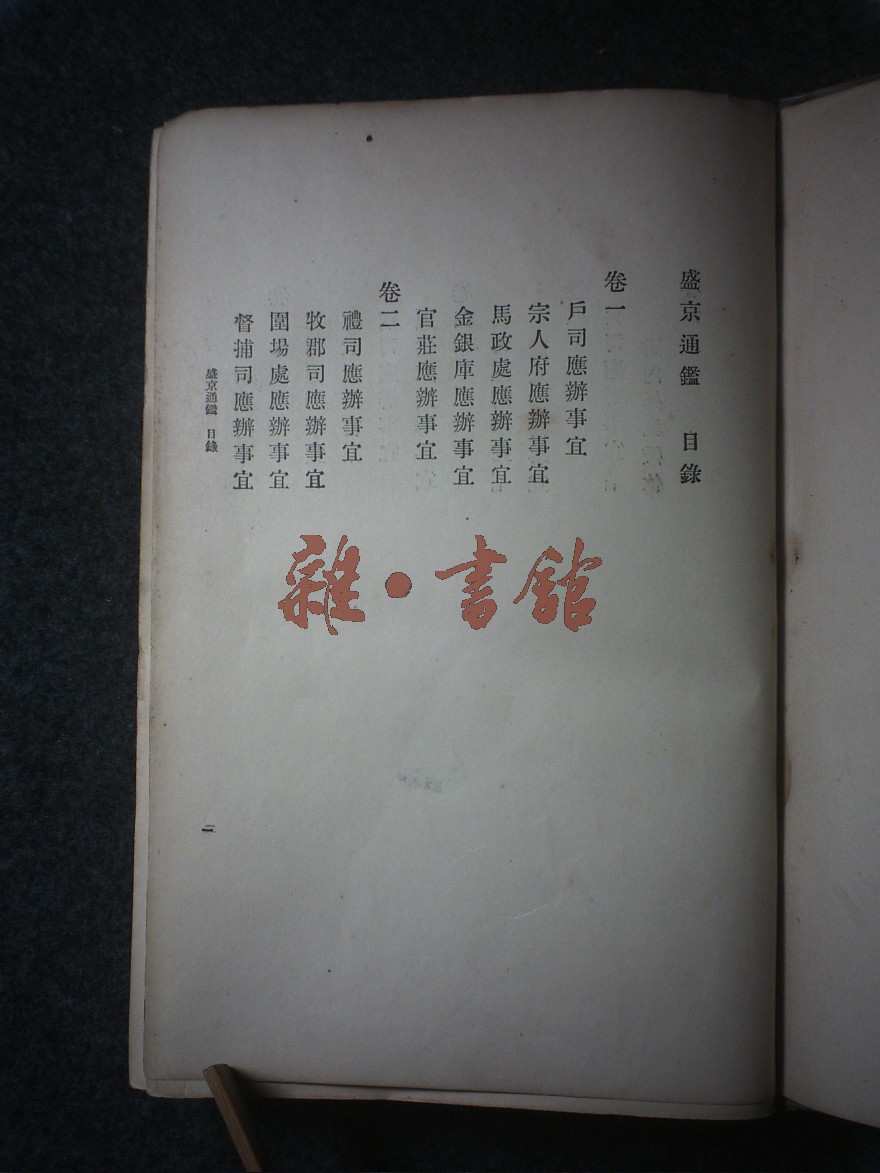 盛京通鑑 目錄
卷一
戶司應辦事宜
宗人府應辦事宜
馬政處應辦事宜
金銀庫應辦事宜
官莊應辦事宜
卷二
禮司應辦事宜
牧郡司應辦事宜
圍場處應辦事宜
督捕司應辦事宜
盛京通鑑 目錄
二
雜·書館